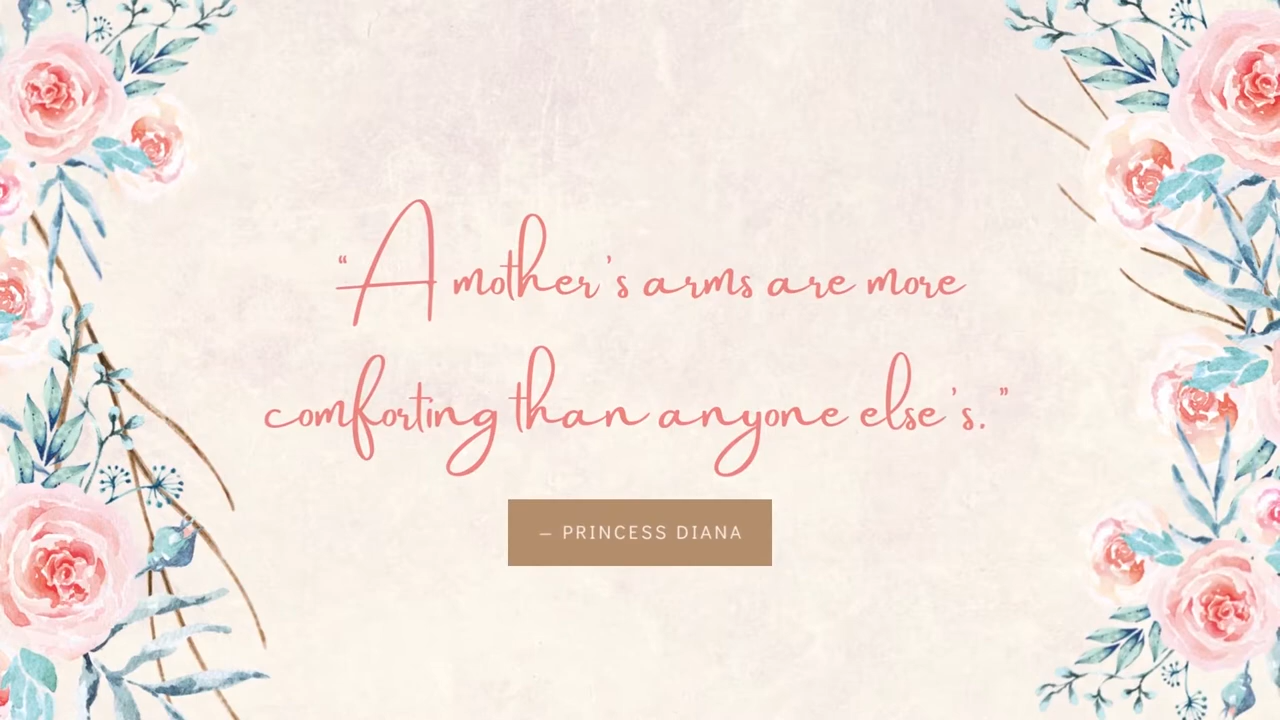 “A mother’s arms are more
comforting than anyone else’s.”
– PRINCESS DIANA